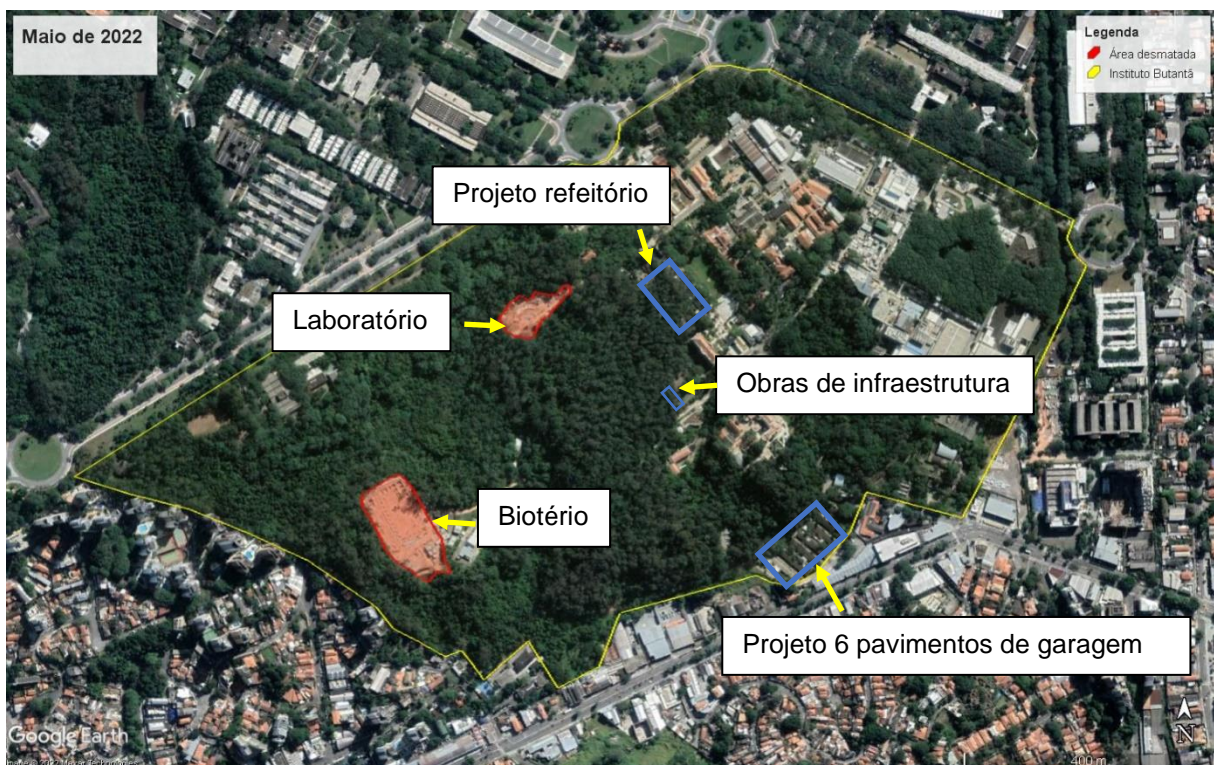 Maio de 2022
Legenda
Área desmatada
Instituto Butantã
Projeto refeitório
Laboratório
Obras de infraestrutura
Biotério
Projeto 6 pavimentos de garagem
Google Earth
N
400 m